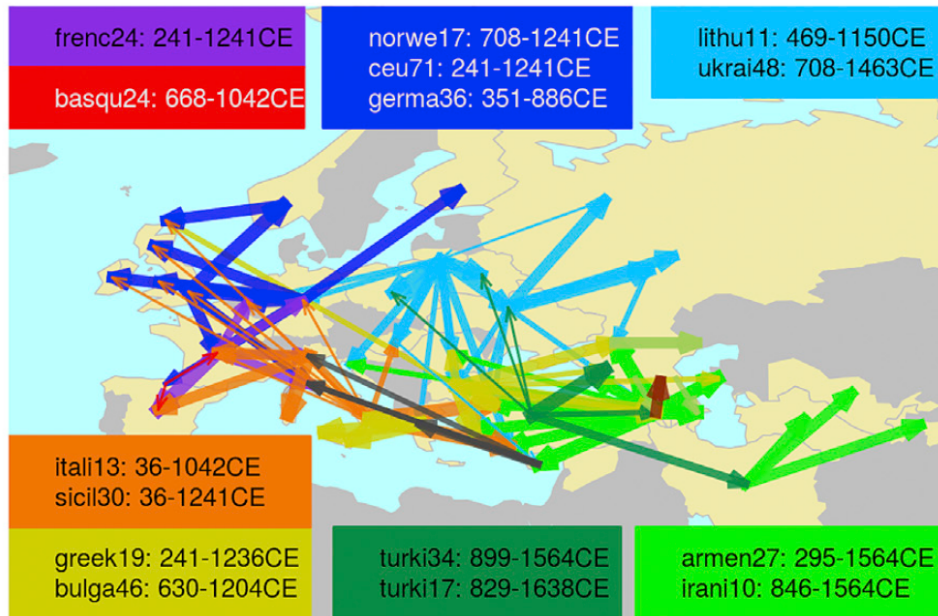 frenc24: 241-1241CE
basqu24: 668-1042CE
norwe17: 708-1241CE
ceu71: 241-1241CE
germa36: 351-886CE
lithu11: 469-1150CE
ukrai48: 708-1463CE
itali13: 36-1042CE
sicil30: 36-1241CE
greek19: 241-1236CE
bulga46: 630-1204CE
turki34: 899-1564CE
turki17: 829-1638CE
armen27: 295-1564CE
irani10: 846-1564CE